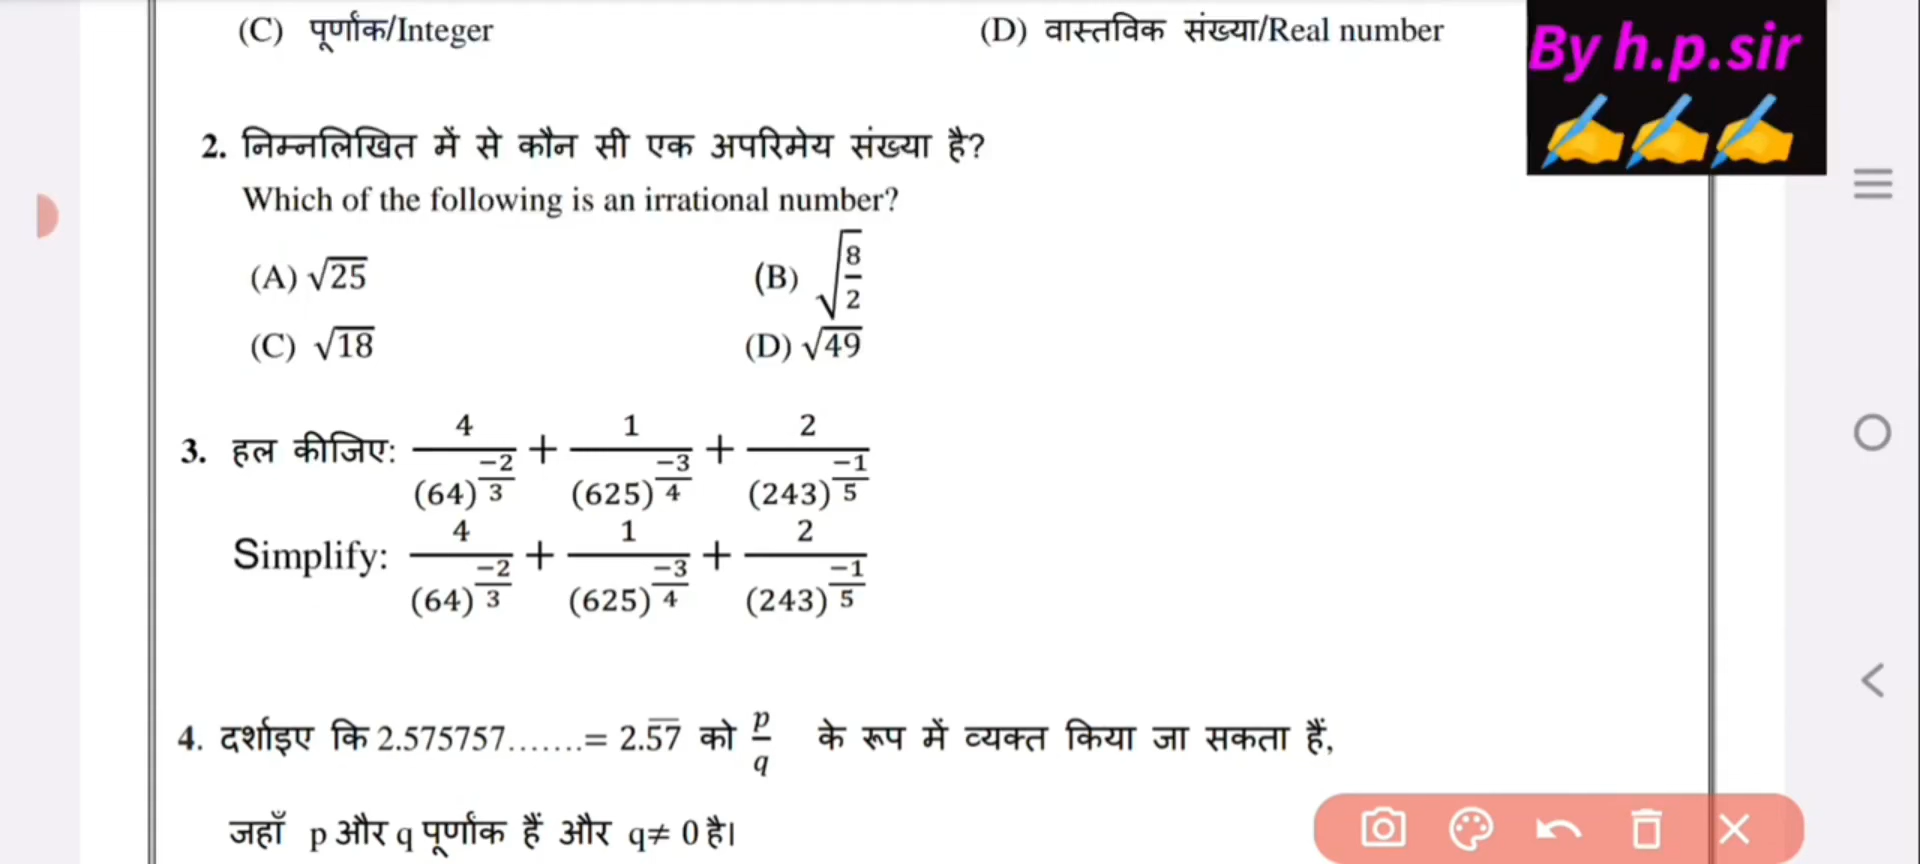 (C) पूर्णांक/Integer (D) वास्तविक संख्या/Real number
By h.p.sir
2. निम्नलिखित में से कौन सी एक अपरिमेय संख्या है?
Which of the following is an irrational number?
(A) √25 (B) √(8/2)
(C) √18 (D) √49
3. हल कीजिए: 4/(64)^(-2/3) + 1/(625)^(-3/4) + 2/(243)^(-1/5)
Simplify: 4/(64)^(-2/3) + 1/(625)^(-3/4) + 2/(243)^(-1/5)
4. दर्शाइए कि 2.575757.......= 2.5̅7̅ को p/q के रूप में व्यक्त किया जा सकता हैं,
जहाँ p और q पूर्णांक हैं और q≠ 0 है।